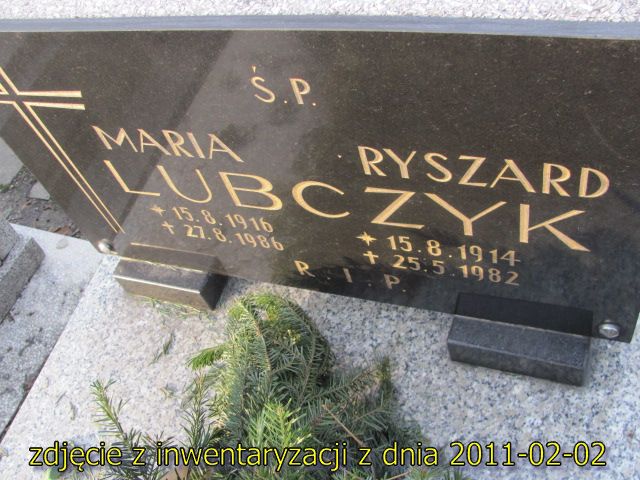 Ś.P.
MARIA RYSZARD
LUBCZYK
* 15.8.1916 * 15.8.1914
+ 27.8.1986 + 25.5.1982
R. I. P.
zdjęcie z inwentaryzacji z dnia 2011-02-02